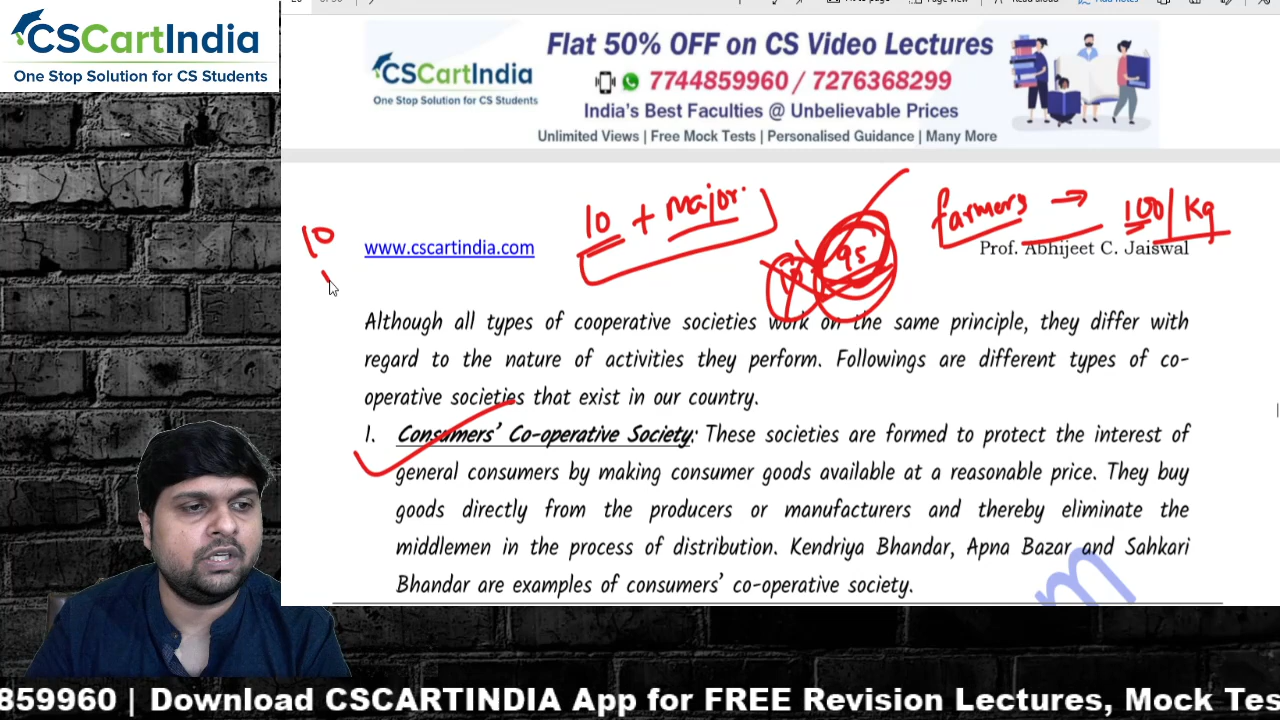 CSCartIndia
One Stop Solution for CS Students
Flat 50% OFF on CS Video Lectures
CSCartIndia
One Stop Solution for CS Students
7744859960 / 7276368299
India's Best Faculties @ Unbelievable Prices
Unlimited Views | Free Mock Tests | Personalised Guidance | Many More
10 + Major
farmers → 100/Kg
10
95
www.cscartindia.com
Prof. Abhijeet C. Jaiswal
Although all types of cooperative societies work on the same principle, they differ with
regard to the nature of activities they perform. Followings are different types of co-
operative societies that exist in our country.
1. Consumers' Co-operative Society: These societies are formed to protect the interest of
general consumers by making consumer goods available at a reasonable price. They buy
goods directly from the producers or manufacturers and thereby eliminate the
middlemen in the process of distribution. Kendriya Bhandar, Apna Bazar and Sahkari
Bhandar are examples of consumers' co-operative society.
859960 | Download CSCARTINDIA App for FREE Revision Lectures, Mock Tes